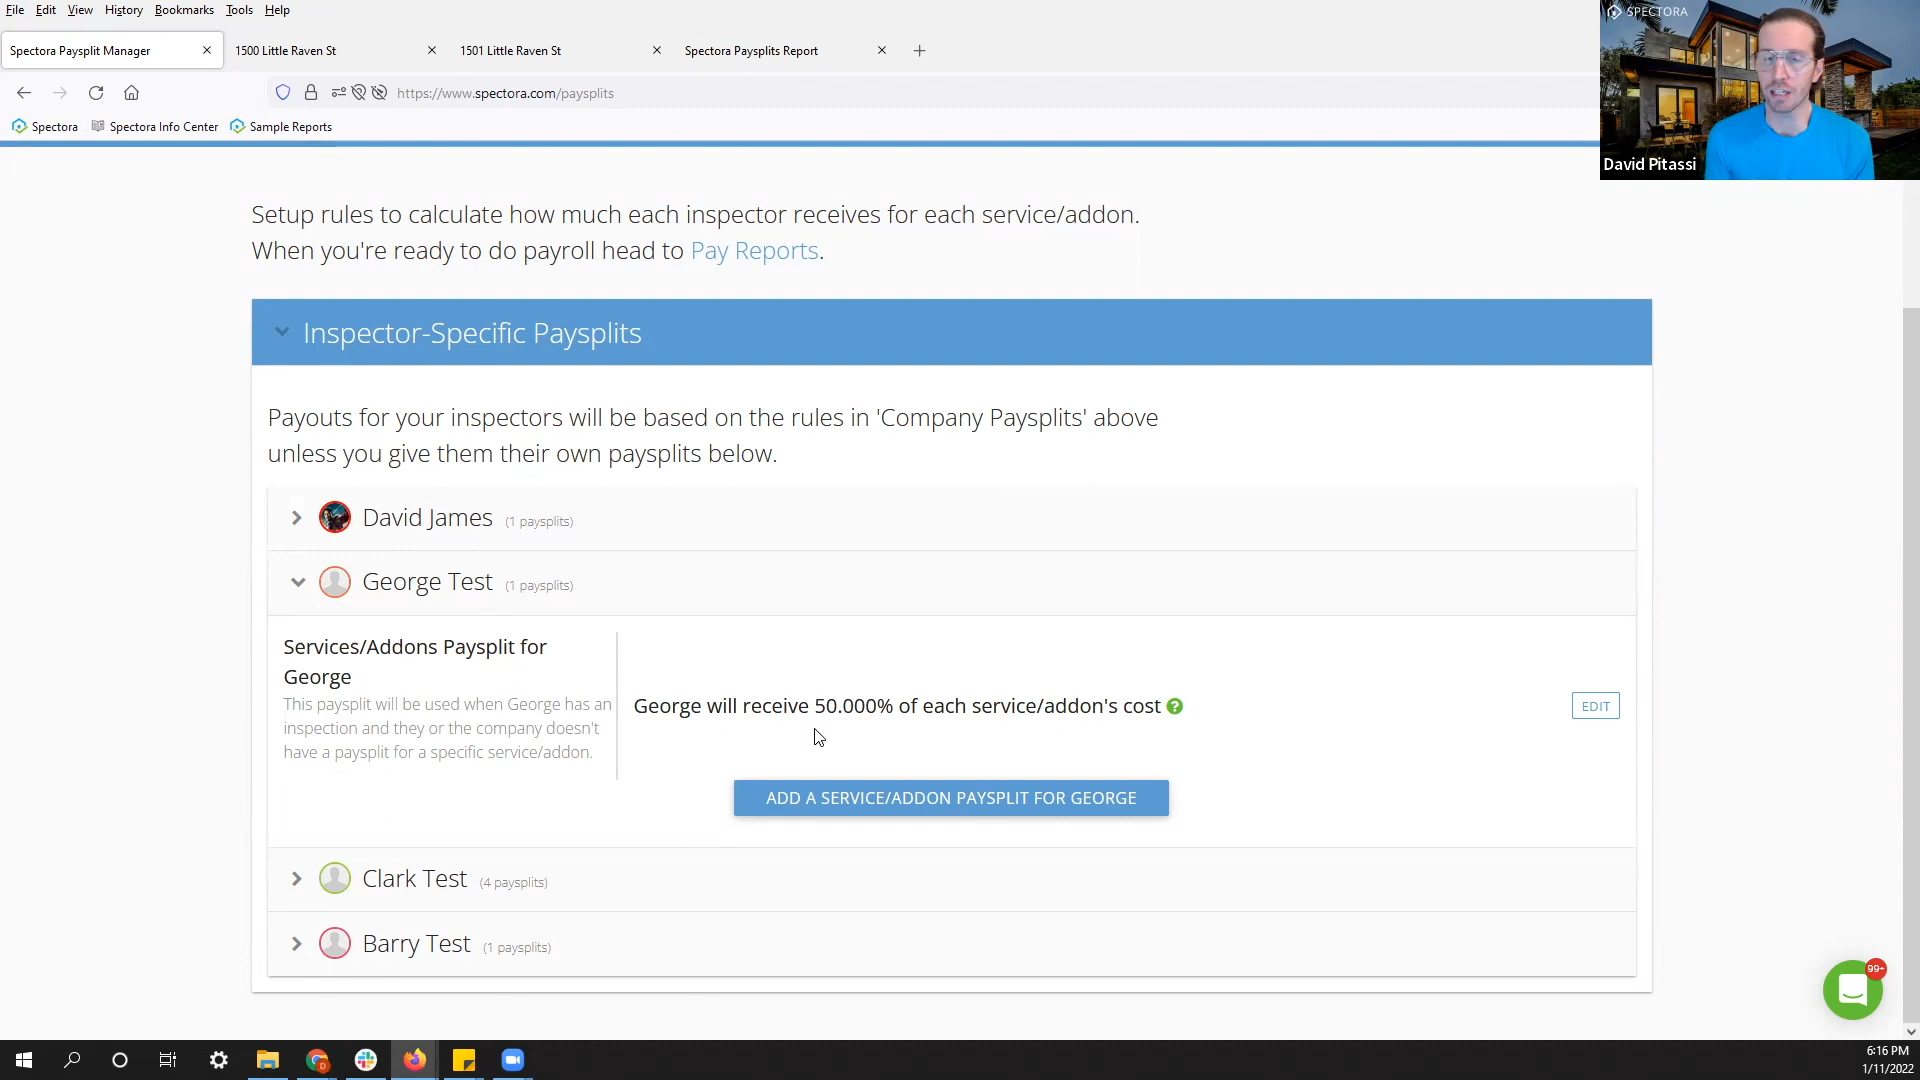 File Edit View History Bookmarks Tools Help
SPECTORA
Spectora Paysplit Manager
1500 Little Raven St
1501 Little Raven St
Spectora Paysplits Report
https://www.spectora.com/paysplits
Spectora
Spectora Info Center
Sample Reports
David Pitassi
Setup rules to calculate how much each inspector receives for each service/addon.
When you're ready to do payroll head to Pay Reports.
Inspector-Specific Paysplits
Payouts for your inspectors will be based on the rules in 'Company Paysplits' above
unless you give them their own paysplits below.
David James (1 paysplits)
George Test (1 paysplits)
Services/Addons Paysplit for
George
This paysplit will be used when George has an
inspection and they or the company doesn't
have a paysplit for a specific service/addon.
George will receive 50.000% of each service/addon's cost ?
EDIT
ADD A SERVICE/ADDON PAYSPLIT FOR GEORGE
Clark Test (4 paysplits)
Barry Test (1 paysplits)
99+
6:16 PM
1/11/2022